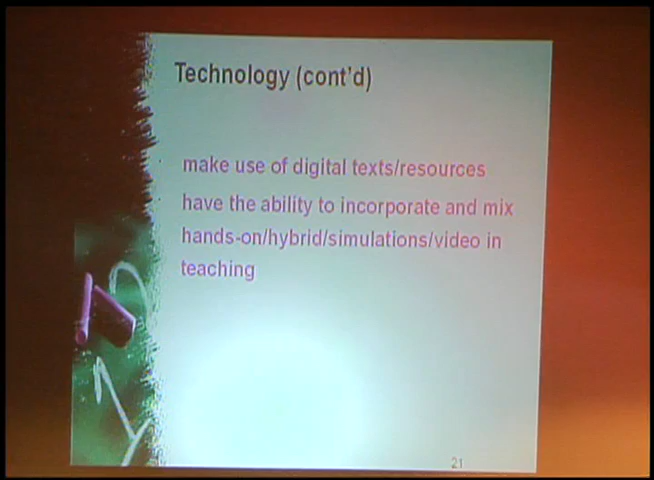 Technology (cont'd)
make use of digital texts/resources
have the ability to incorporate and mix
hands-on/hybrid/simulations/video in
teaching
21